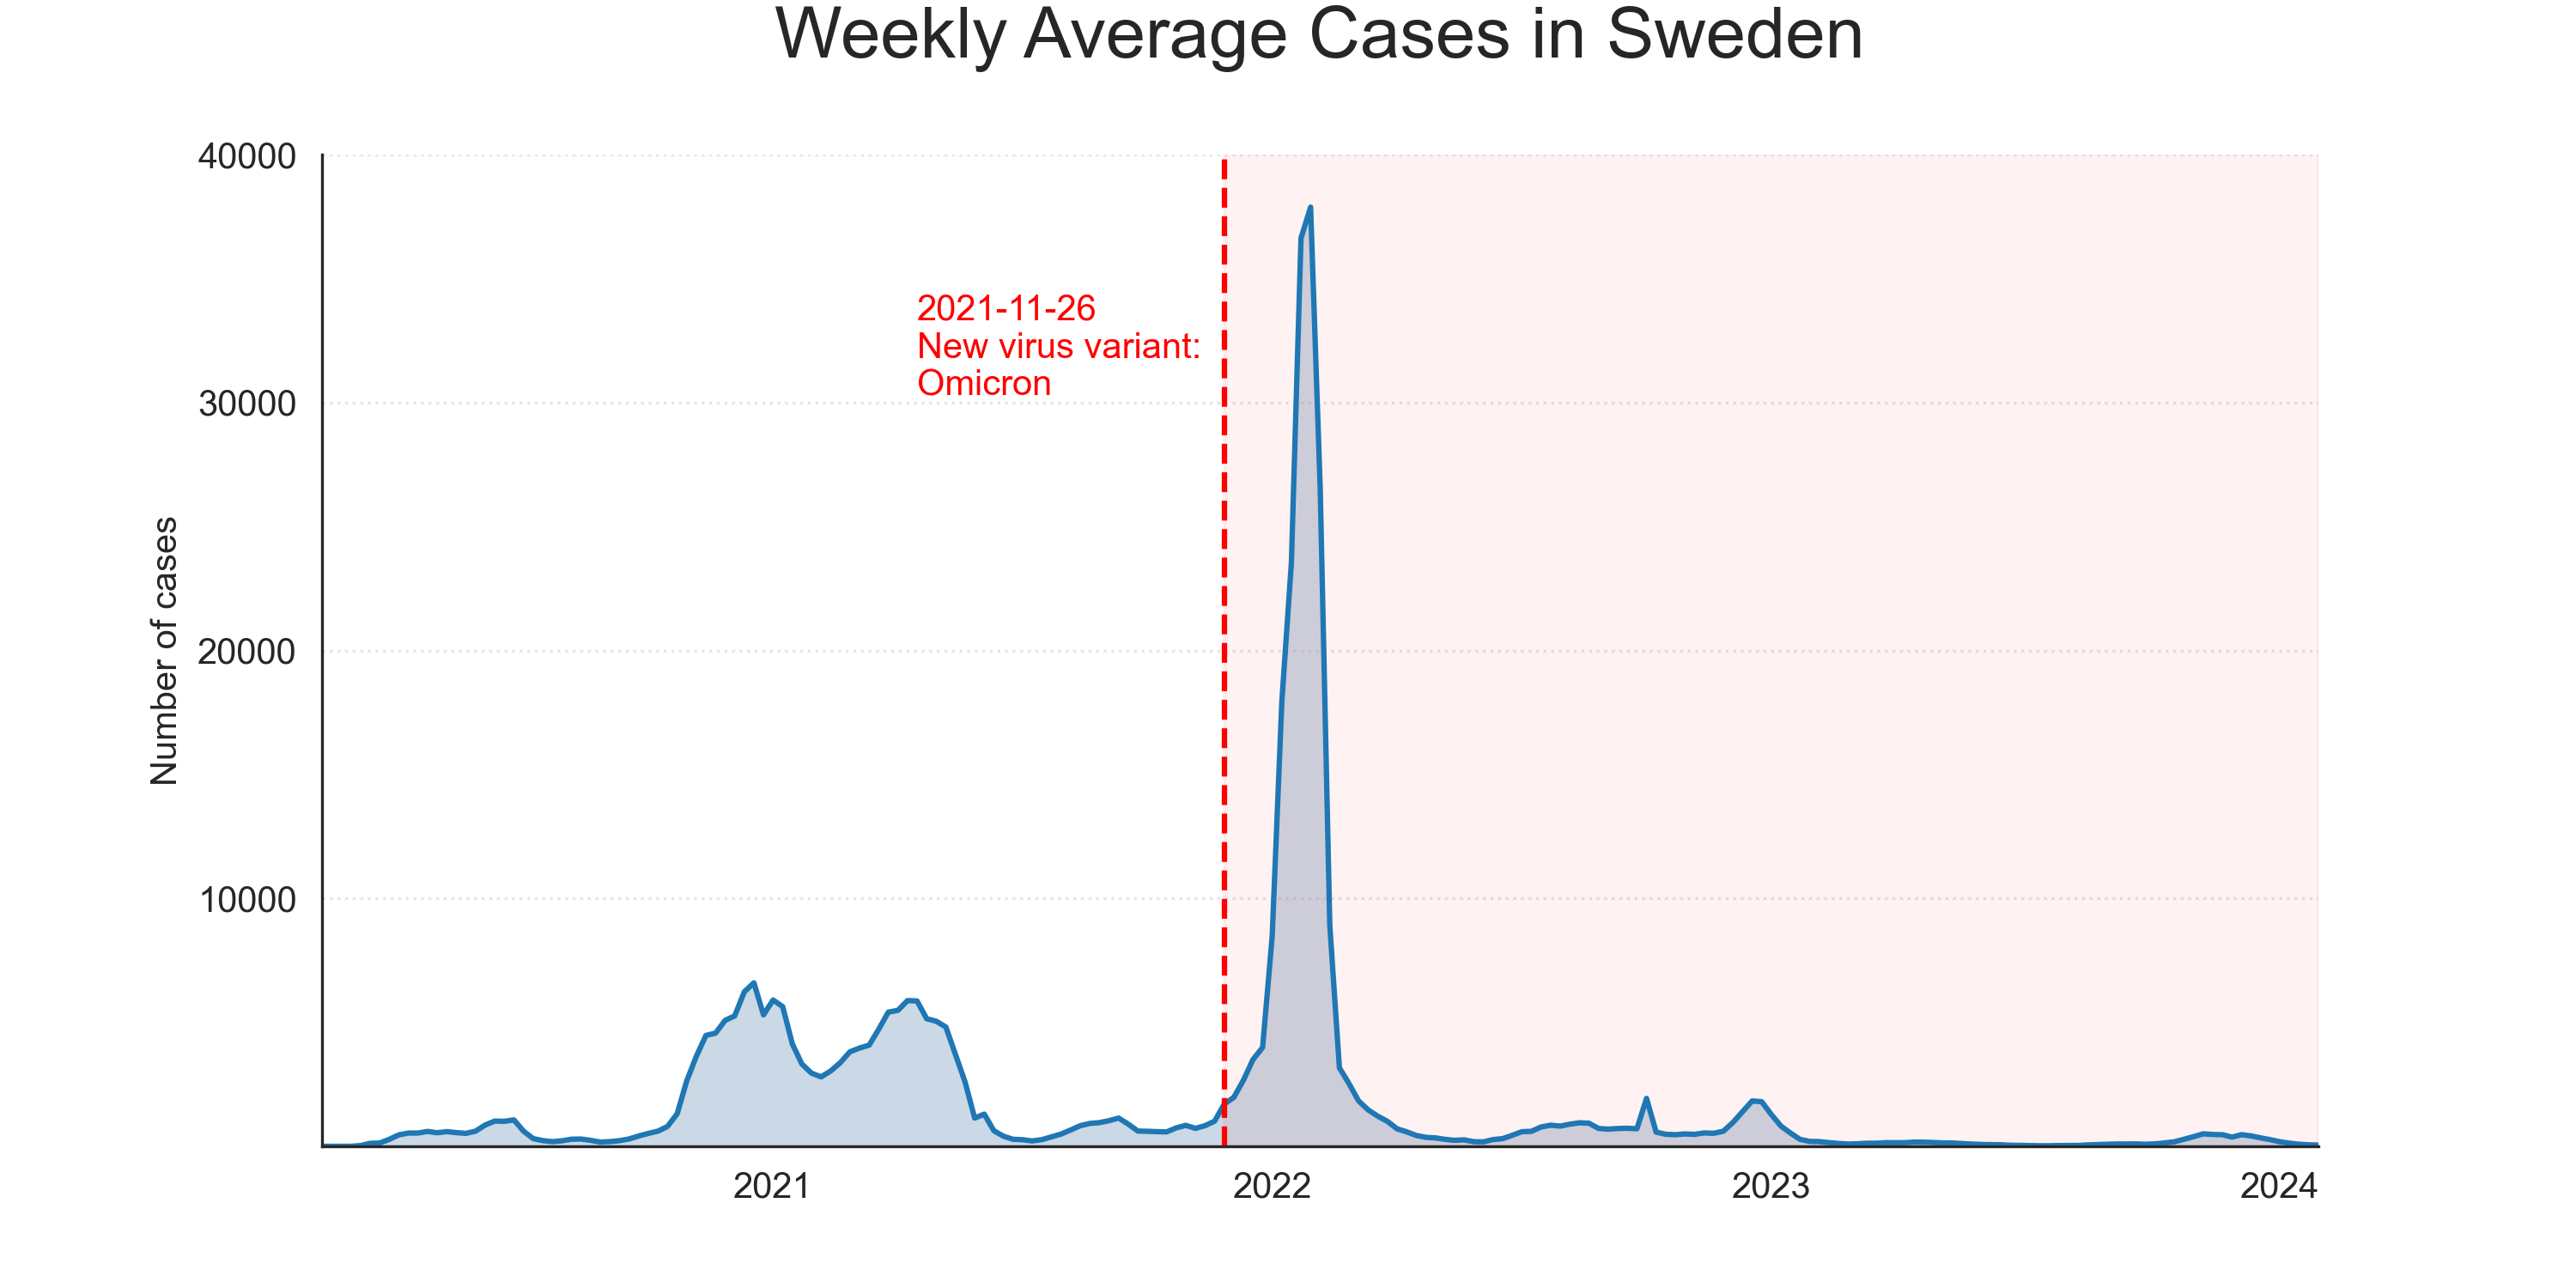 Weekly Average Cases in Sweden
40000
30000
20000
10000
Number of cases
2021-11-26
New virus variant:
Omicron
2021
2022
2023
2024